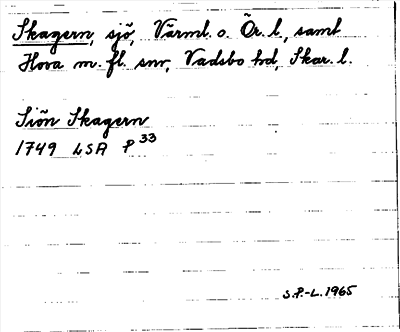 Skagern, sjö, Värml. o. Ör. l., samt
Hova m. fl. snr, Vadsbo hd, Skar. l.
Siön Skagern
1749 LSA P 33
S.P.-L. 1965